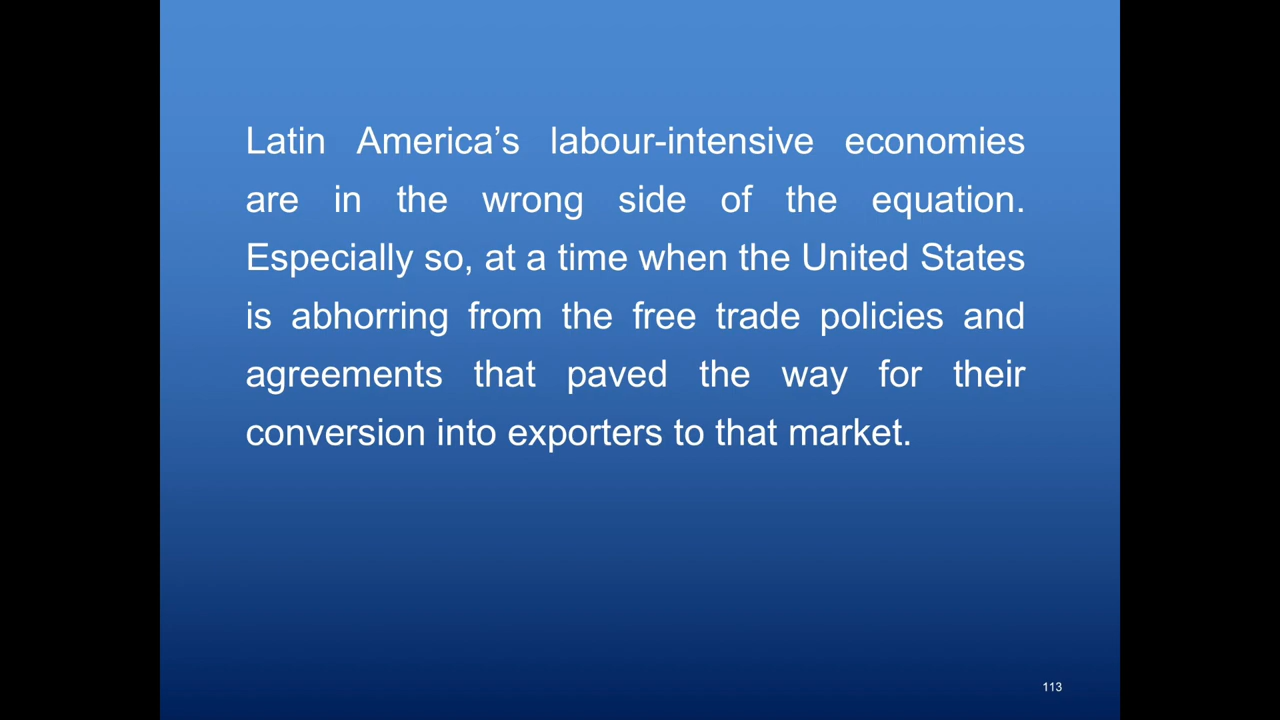 Latin America’s labour-intensive economies
are in the wrong side of the equation.
Especially so, at a time when the United States
is abhorring from the free trade policies and
agreements that paved the way for their
conversion into exporters to that market.
113